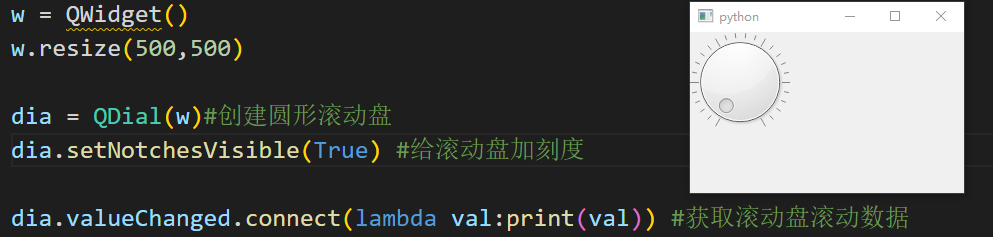 w = QWidget()
w.resize(500,500)
dia = QDial(w)#创建圆形滚动盘
dia.setNotchesVisible(True) #给滚动盘加刻度
dia.valueChanged.connect(lambda val:print(val)) #获取滚动盘滚动数据
python